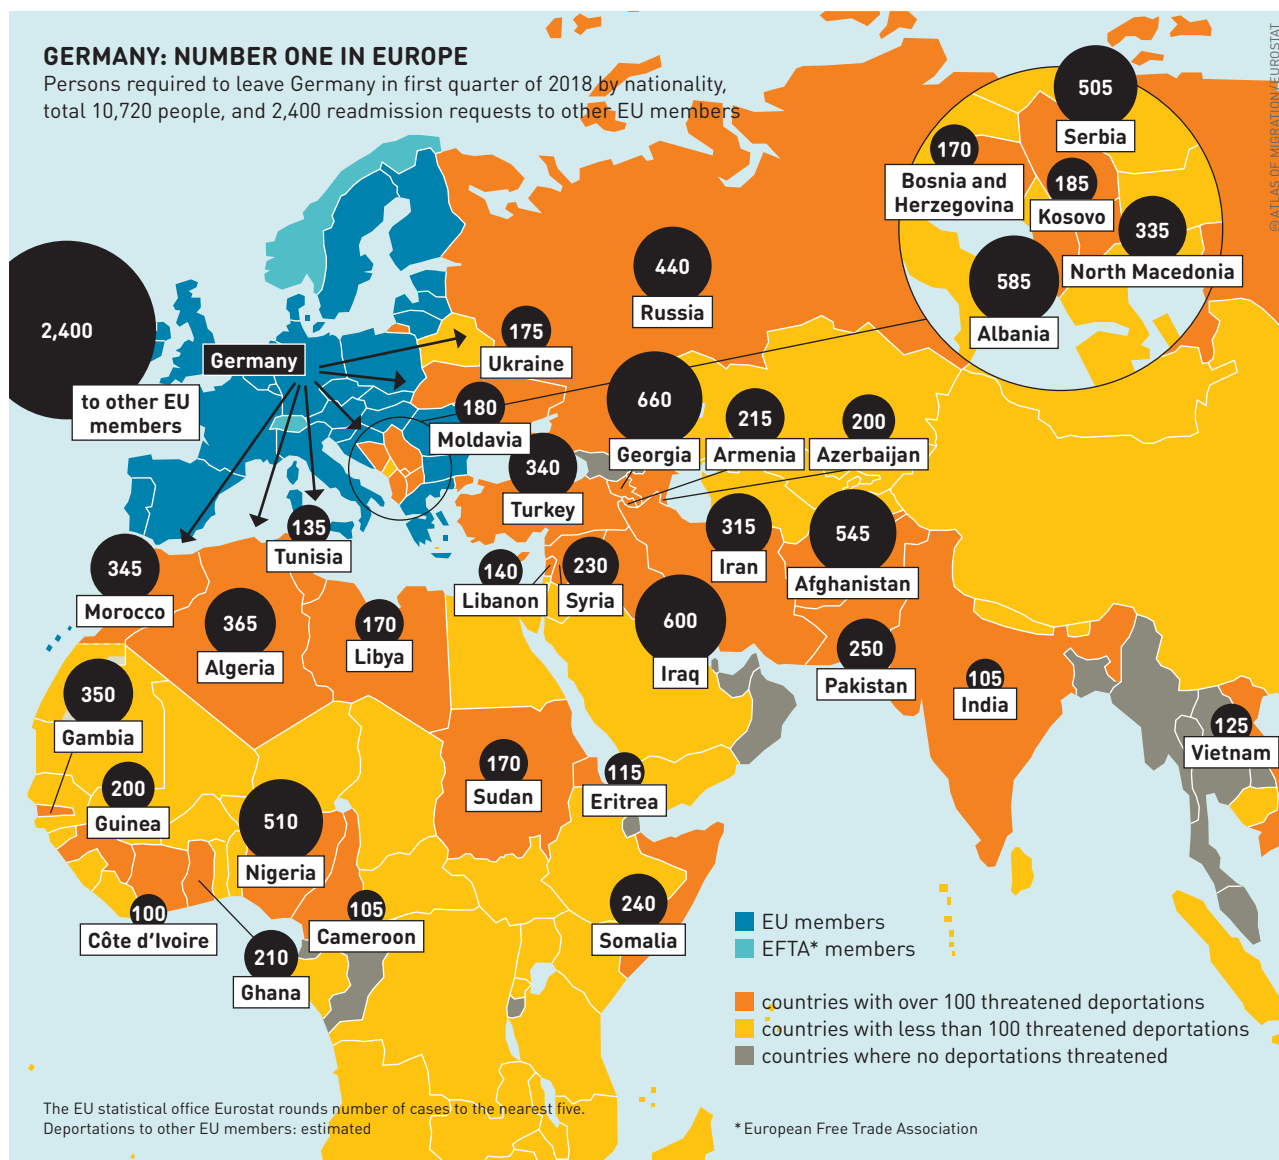 GERMANY: NUMBER ONE IN EUROPE
Persons required to leave Germany in first quarter of 2018 by nationality,
total 10,720 people, and 2,400 readmission requests to other EU members
© ATLAS OF MIGRATION/EUROSTAT
505
Serbia
170
Bosnia and
Herzegovina
185
Kosovo
335
North Macedonia
585
Albania
440
Russia
2,400
to other EU
members
Germany
175
Ukraine
180
Moldavia
660
Georgia
215
Armenia
200
Azerbaijan
340
Turkey
135
Tunisia
315
Iran
545
Afghanistan
345
Morocco
140
Libanon
230
Syria
365
Algeria
170
Libya
600
Iraq
250
Pakistan
105
India
350
Gambia
125
Vietnam
170
Sudan
115
Eritrea
200
Guinea
510
Nigeria
100
Côte d'Ivoire
105
Cameroon
240
Somalia
210
Ghana
EU members
EFTA* members
countries with over 100 threatened deportations
countries with less than 100 threatened deportations
countries where no deportations threatened
The EU statistical office Eurostat rounds number of cases to the nearest five.
Deportations to other EU members: estimated
* European Free Trade Association